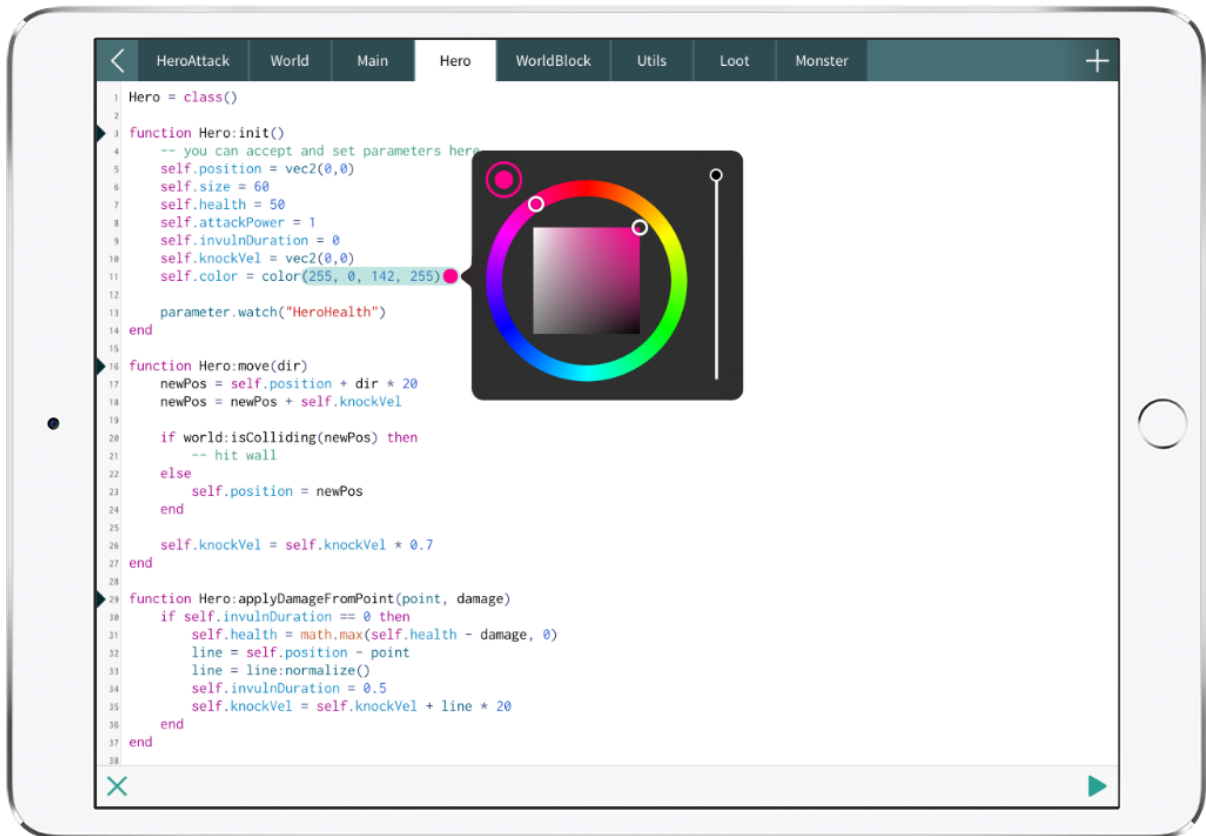 HeroAttack World Main Hero WorldBlock Utils Loot Monster
1 Hero = class()
2
3 function Hero:init()
4     -- you can accept and set parameters here
5     self.position = vec2(0,0)
6     self.size = 60
7     self.health = 50
8     self.attackPower = 1
9     self.invulnDuration = 0
10     self.knockVel = vec2(0,0)
11     self.color = color(255, 0, 142, 255)
12
13     parameter.watch("HeroHealth")
14 end
15
16 function Hero:move(dir)
17     newPos = self.position + dir * 20
18     newPos = newPos + self.knockVel
19
20     if world:isColliding(newPos) then
21         -- hit wall
22     else
23         self.position = newPos
24     end
25
26     self.knockVel = self.knockVel * 0.7
27 end
28
29 function Hero:applyDamageFromPoint(point, damage)
30     if self.invulnDuration == 0 then
31         self.health = math.max(self.health - damage, 0)
32         line = self.position - point
33         line = line:normalize()
34         self.invulnDuration = 0.5
35         self.knockVel = self.knockVel + line * 20
36     end
37 end
38